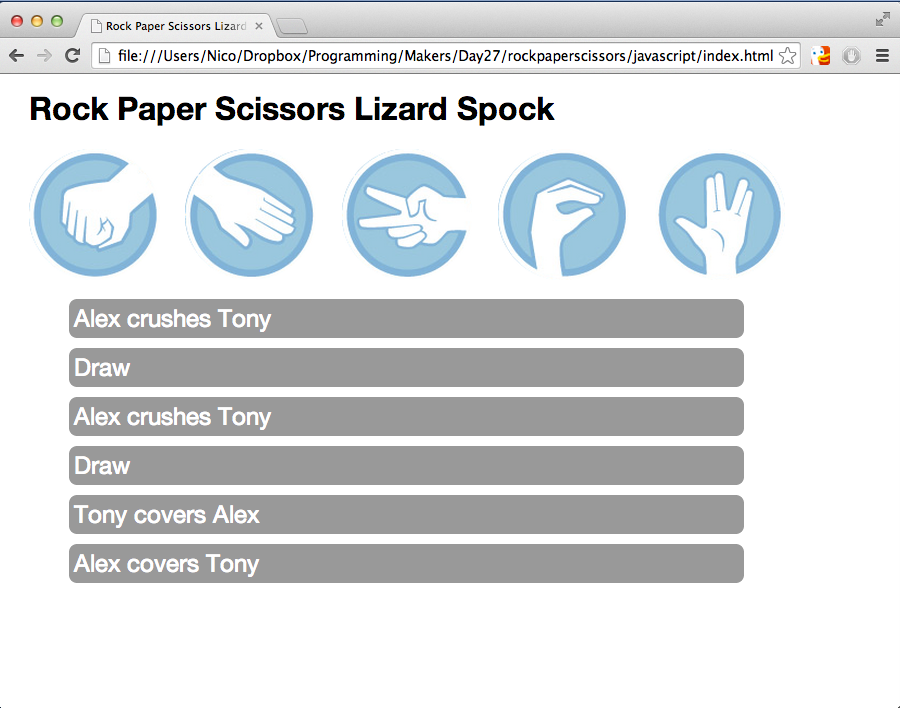 Rock Paper Scissors Lizard
file:///Users/Nico/Dropbox/Programming/Makers/Day27/rockpaperscissors/javascript/index.html
Rock Paper Scissors Lizard Spock
Alex crushes Tony
Draw
Alex crushes Tony
Draw
Tony covers Alex
Alex covers Tony